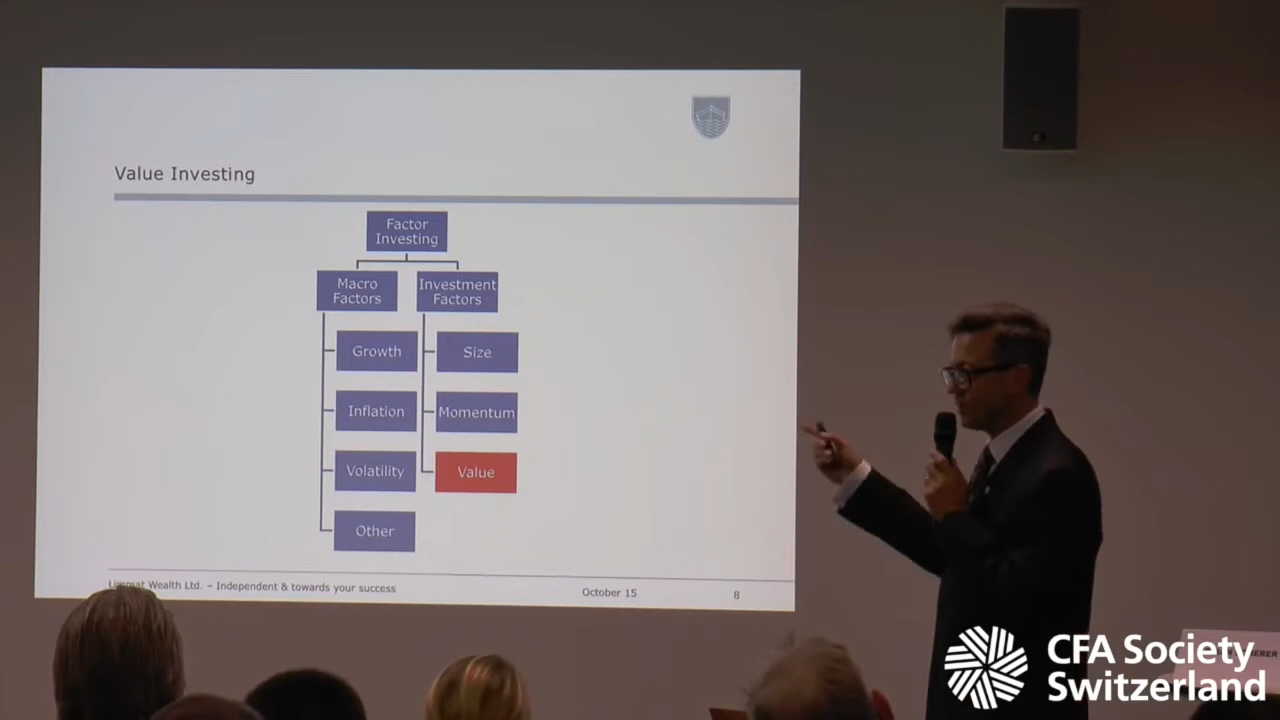 Value Investing
Factor
Investing
Macro
Factors
Investment
Factors
Growth
Size
Inflation
Momentum
Volatility
Value
Other
Wealth Ltd. – Independent & towards your success
October 15
8
CFA Society
Switzerland